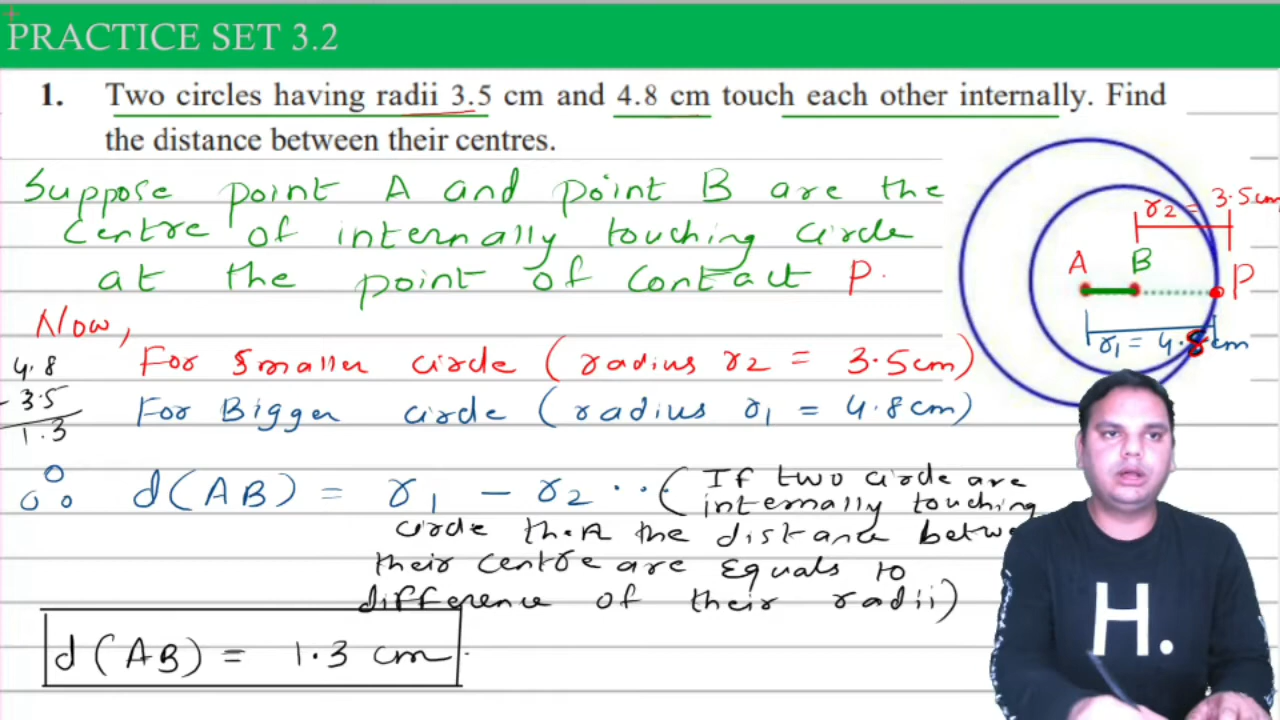 PRACTICE SET 3.2
1. Two circles having radii 3.5 cm and 4.8 cm touch each other internally. Find
the distance between their centres.
Suppose point A and point B are the
Centre of internally touching circle
at the point of contact P.
r2 = 3.5cm
A B P
r1 = 4.8cm
Now,
For smaller circle (radius r2 = 3.5cm)
For Bigger circle (radius r1 = 4.8cm)
4.8
- 3.5
1.3
∴ d(AB) = r1 - r2 ... (If two circle are
internally touching
circle then the distance betwe
their centre are equals to
difference of their radii)
d(AB) = 1.3 cm.
H.